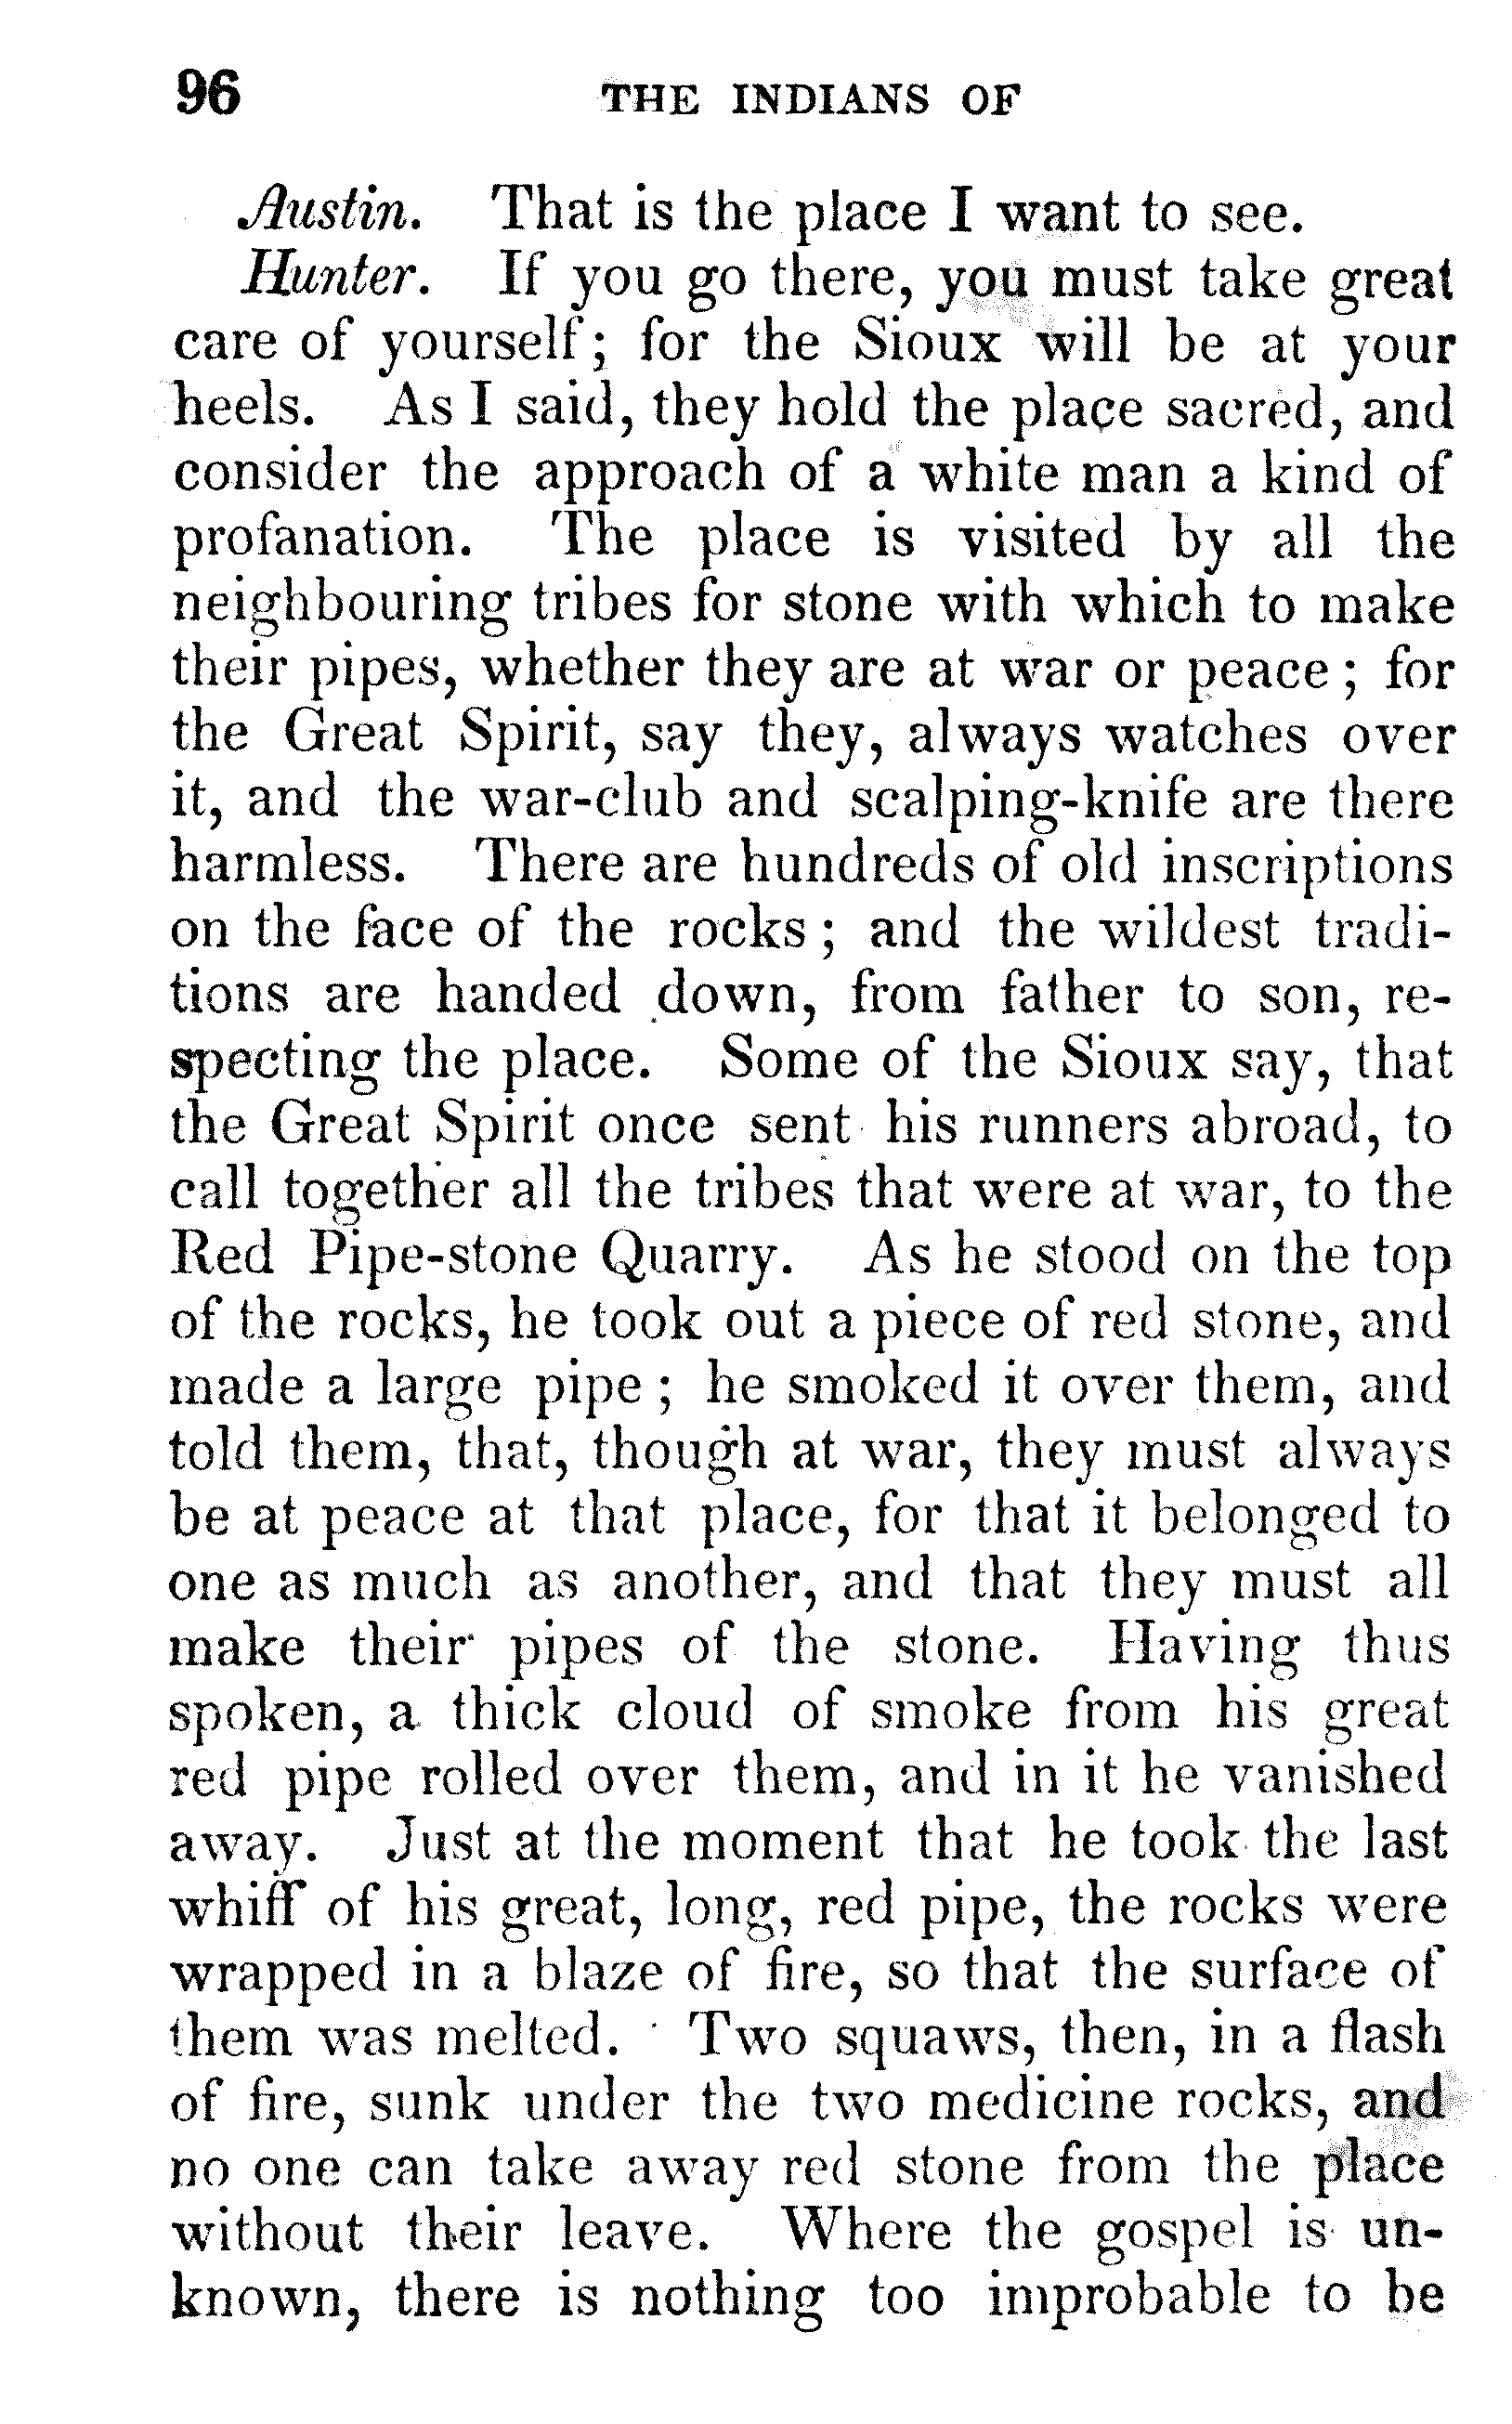 96 THE INDIANS OF
Austin. That is the place I want to see.
Hunter. If you go there, you must take great
care of yourself; for the Sioux will be at your
heels. As I said, they hold the place sacred, and
consider the approach of a white man a kind of
profanation. The place is visited by all the
neighbouring tribes for stone with which to make
their pipes, whether they are at war or peace; for
the Great Spirit, say they, always watches over
it, and the war-club and scalping-knife are there
harmless. There are hundreds of old inscriptions
on the face of the rocks; and the wildest tradi-
tions are handed down, from father to son, re-
specting the place. Some of the Sioux say, that
the Great Spirit once sent his runners abroad, to
call together all the tribes that were at war, to the
Red Pipe-stone Quarry. As he stood on the top
of the rocks, he took out a piece of red stone, and
made a large pipe; he smoked it over them, and
told them, that, though at war, they must always
be at peace at that place, for that it belonged to
one as much as another, and that they must all
make their pipes of the stone. Having thus
spoken, a thick cloud of smoke from his great
red pipe rolled over them, and in it he vanished
away. Just at the moment that he took the last
whiff of his great, long, red pipe, the rocks were
wrapped in a blaze of fire, so that the surface of
them was melted. Two squaws, then, in a flash
of fire, sunk under the two medicine rocks, and
no one can take away red stone from the place
without their leave. Where the gospel is un-
known, there is nothing too improbable to be